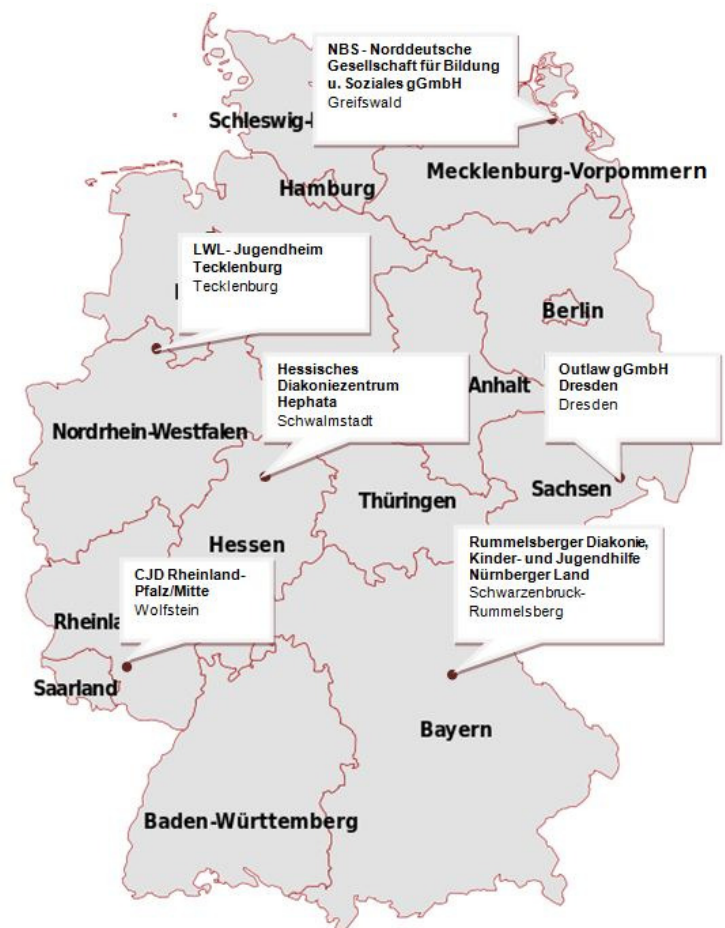 NBS - Norddeutsche
Gesellschaft für Bildung
u. Soziales gGmbH
Greifswald
Schleswig-
Mecklenburg-Vorpommern
Hamburg
LWL- Jugendheim
Tecklenburg
Tecklenburg
Berlin
Hessisches
Diakoniezentrum
Hephata
Schwalmstadt
Anhalt
Outlaw gGmbH
Dresden
Dresden
Nordrhein-Westfalen
Thüringen
Sachsen
Hessen
Rummelsberger Diakonie,
Kinder- und Jugendhilfe
Nürnberger Land
Schwarzenbruck-
Rummelsberg
CJD Rheinland-
Pfalz/Mitte
Wolfstein
Rheinla
Saarland
Bayern
Baden-Württemberg